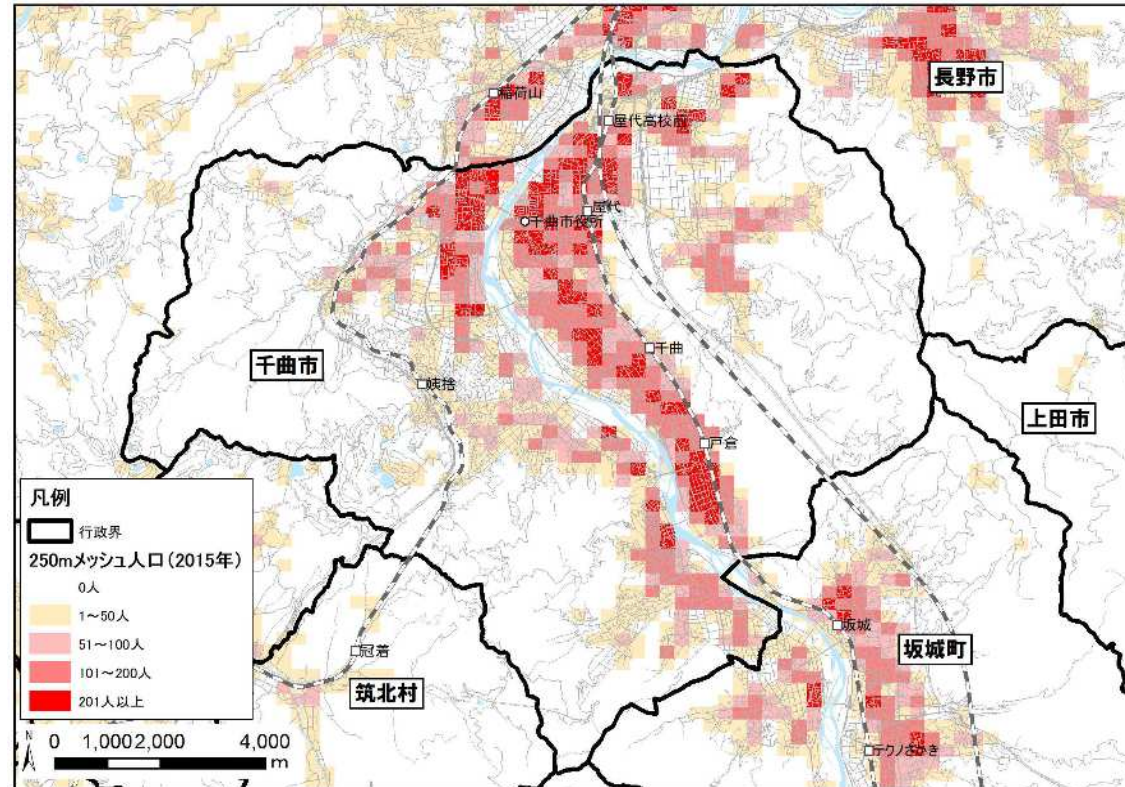 長野市
稲荷山
屋代高校前
屋代
千曲市役所
千曲
千曲市
姨捨
上田市
戸倉
凡例
行政界
250mメッシュ人口(2015年)
0人
1～50人
51～100人
101～200人
201人以上
坂城
坂城町
冠着
筑北村
テクノさかき
N
0 1,000 2,000 4,000
m